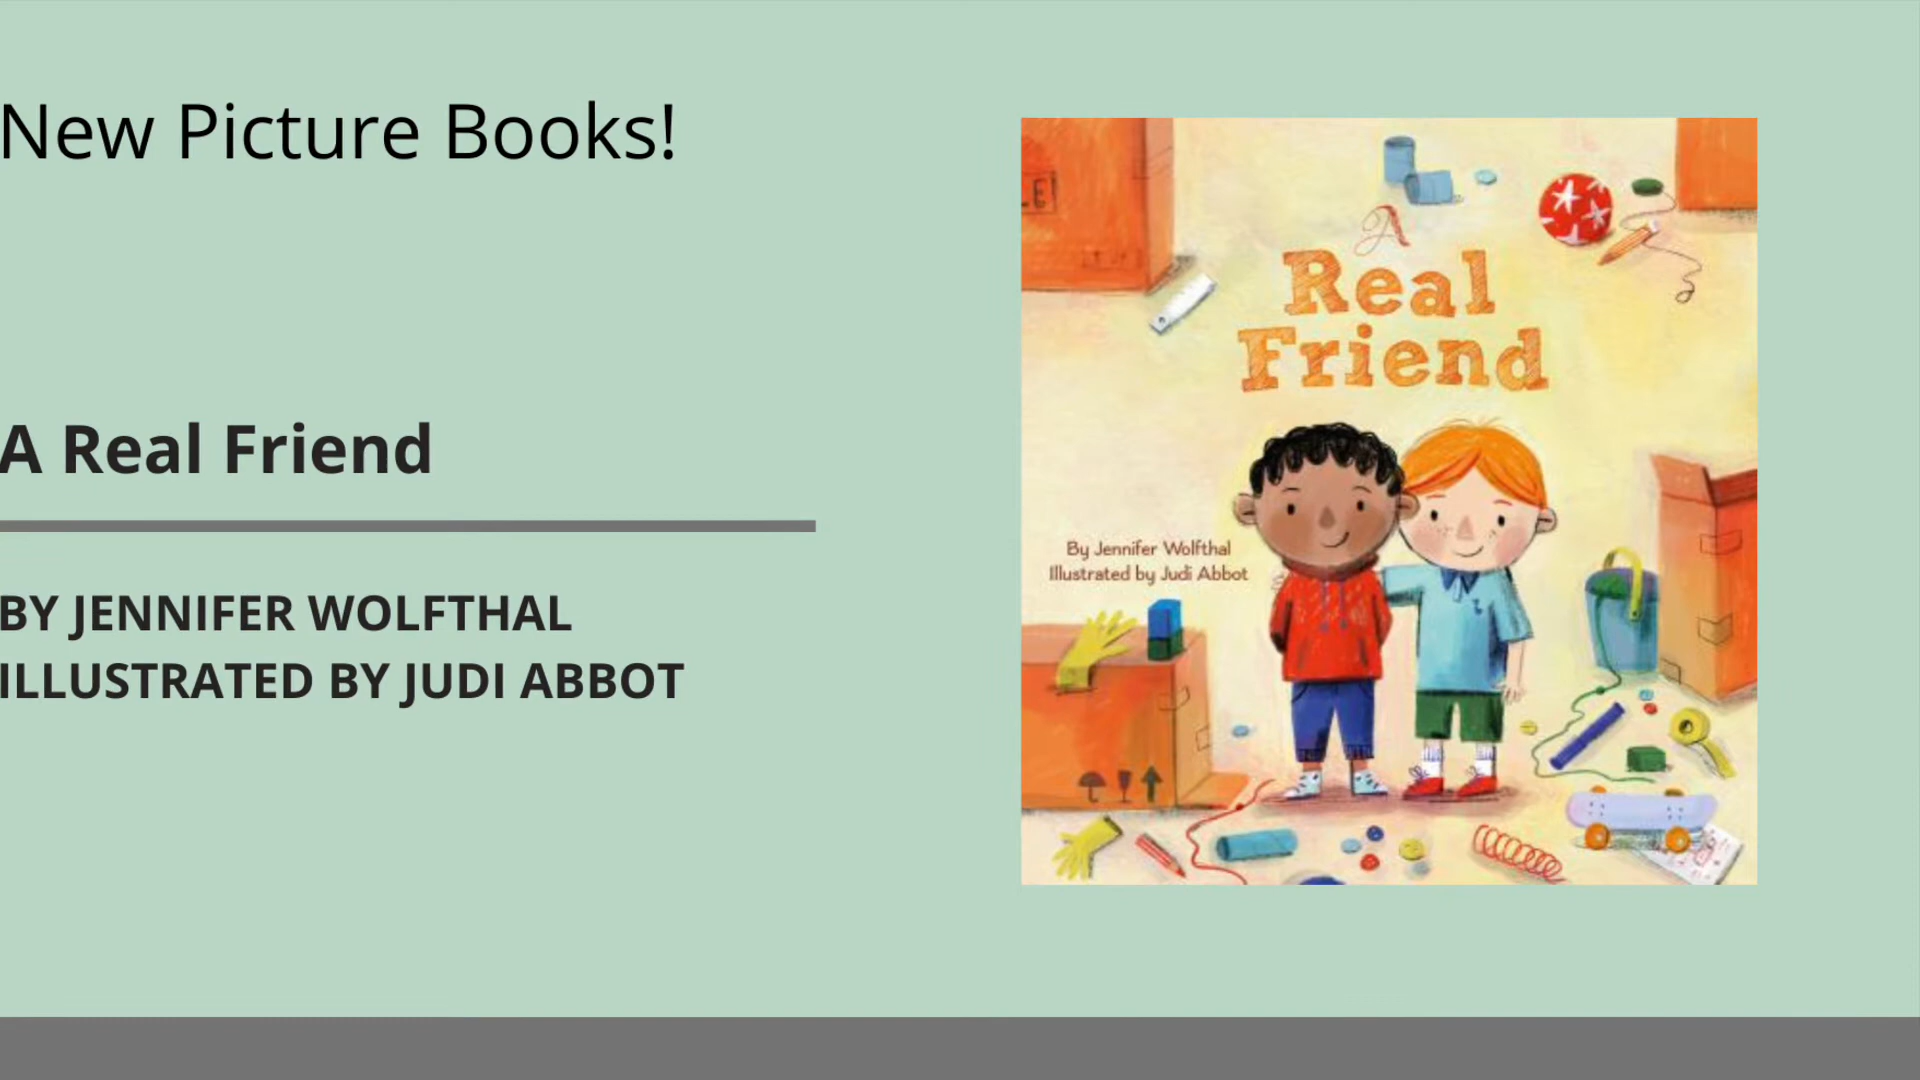 New Picture Books!
A Real Friend
BY JENNIFER WOLFTHAL
ILLUSTRATED BY JUDI ABBOT
LE!
A
Real
Friend
By Jennifer Wolfthal
Illustrated by Judi Abbot